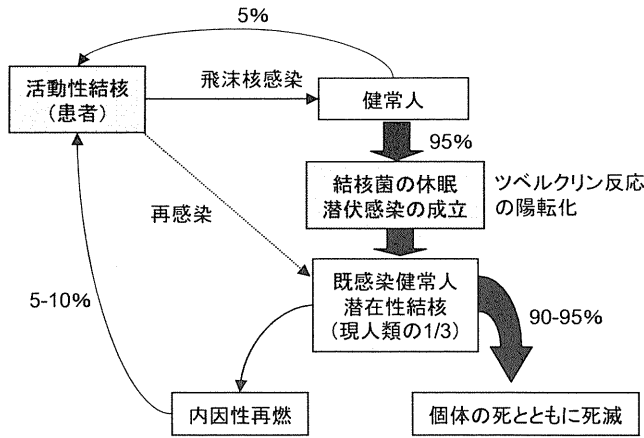 5%
活動性結核
（患者）
飛沫核感染
健常人
95%
結核菌の休眠
潜伏感染の成立
ツベルクリン反応
の陽転化
再感染
既感染健常人
潜在性結核
（現人類の1/3）
5-10%
90-95%
内因性再燃
個体の死とともに死滅